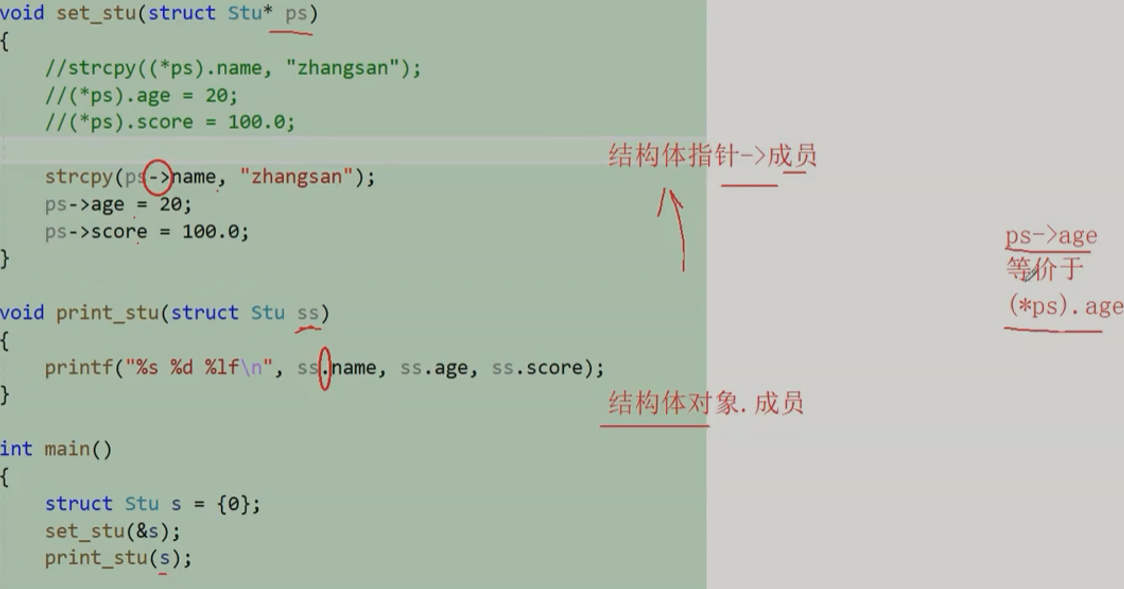 void set_stu(struct Stu* ps)
{
//strcpy((*ps).name, "zhangsan");
//(*ps).age = 20;
//(*ps).score = 100.0;
结构体指针->成员
strcpy(ps->name, "zhangsan");
ps->age = 20;
ps->score = 100.0;
}
ps->age
等价于
(*ps).age
void print_stu(struct Stu ss)
{
printf("%s %d %lf\n", ss.name, ss.age, ss.score);
}
结构体对象.成员
int main()
{
struct Stu s = {0};
set_stu(&s);
print_stu(s);